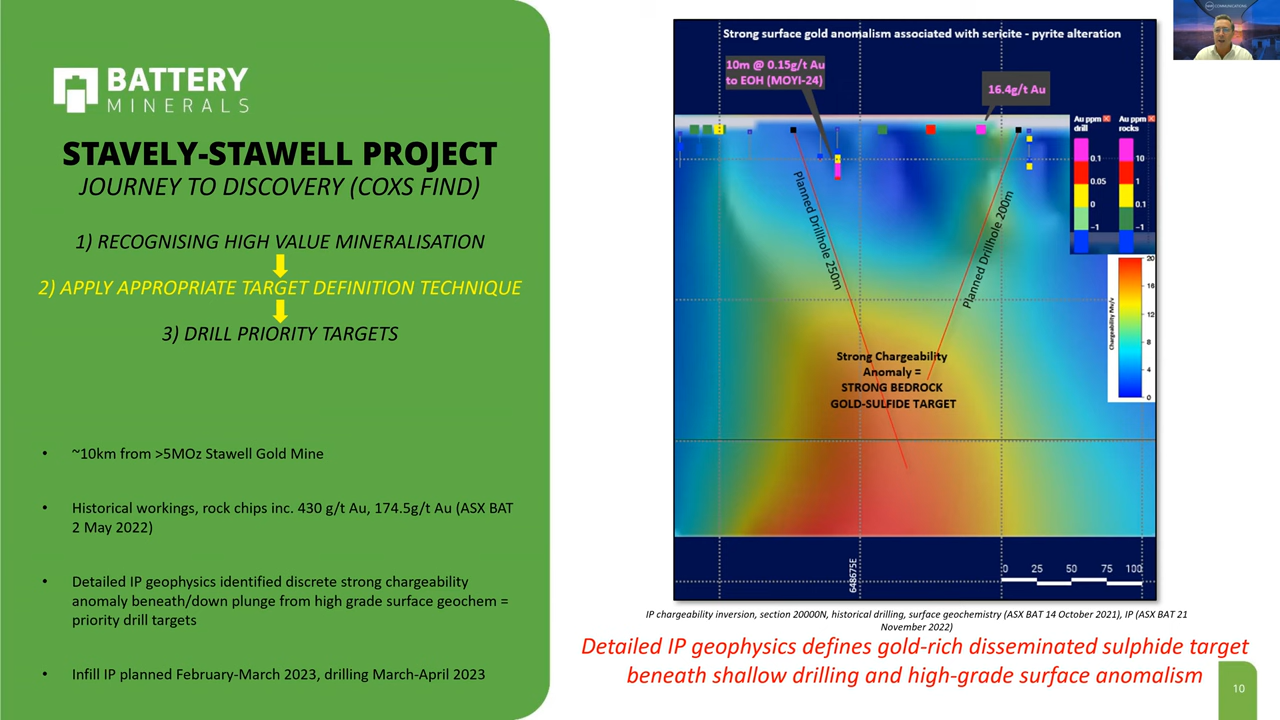 BATTERY
MINERALS
STAVELY-STAWELL PROJECT
JOURNEY TO DISCOVERY (COXS FIND)
1) RECOGNISING HIGH VALUE MINERALISATION
2) APPLY APPROPRIATE TARGET DEFINITION TECHNIQUE
3) DRILL PRIORITY TARGETS
• ~10km from >5MOz Stawell Gold Mine
• Historical workings, rock chips inc. 430 g/t Au, 174.5g/t Au (ASX BAT
2 May 2022)
• Detailed IP geophysics identified discrete strong chargeability
anomaly beneath/down plunge from high grade surface geochem =
priority drill targets
• Infill IP planned February-March 2023, drilling March-April 2023
Strong surface gold anomalism associated with sericite - pyrite alteration
10m @ 0.15g/t Au
to EOH (MOYI-24)
16.4g/t Au
Au ppm
drill
0.1
0.05
0
-1
Au ppm
rocks
10
1
0.1
-1
Planned Drillhole 250m
Planned Drillhole 200m
Chargeability Mv/v
20
16
12
8
4
0
Strong Chargeability
Anomaly =
STRONG BEDROCK
GOLD-SULFIDE TARGET
648675E
0 25 50 75 100
IP chargeability inversion, section 20000N, historical drilling, surface geochemistry (ASX BAT 14 October 2021), IP (ASX BAT 21
November 2022)
Detailed IP geophysics defines gold-rich disseminated sulphide target
beneath shallow drilling and high-grade surface anomalism
10